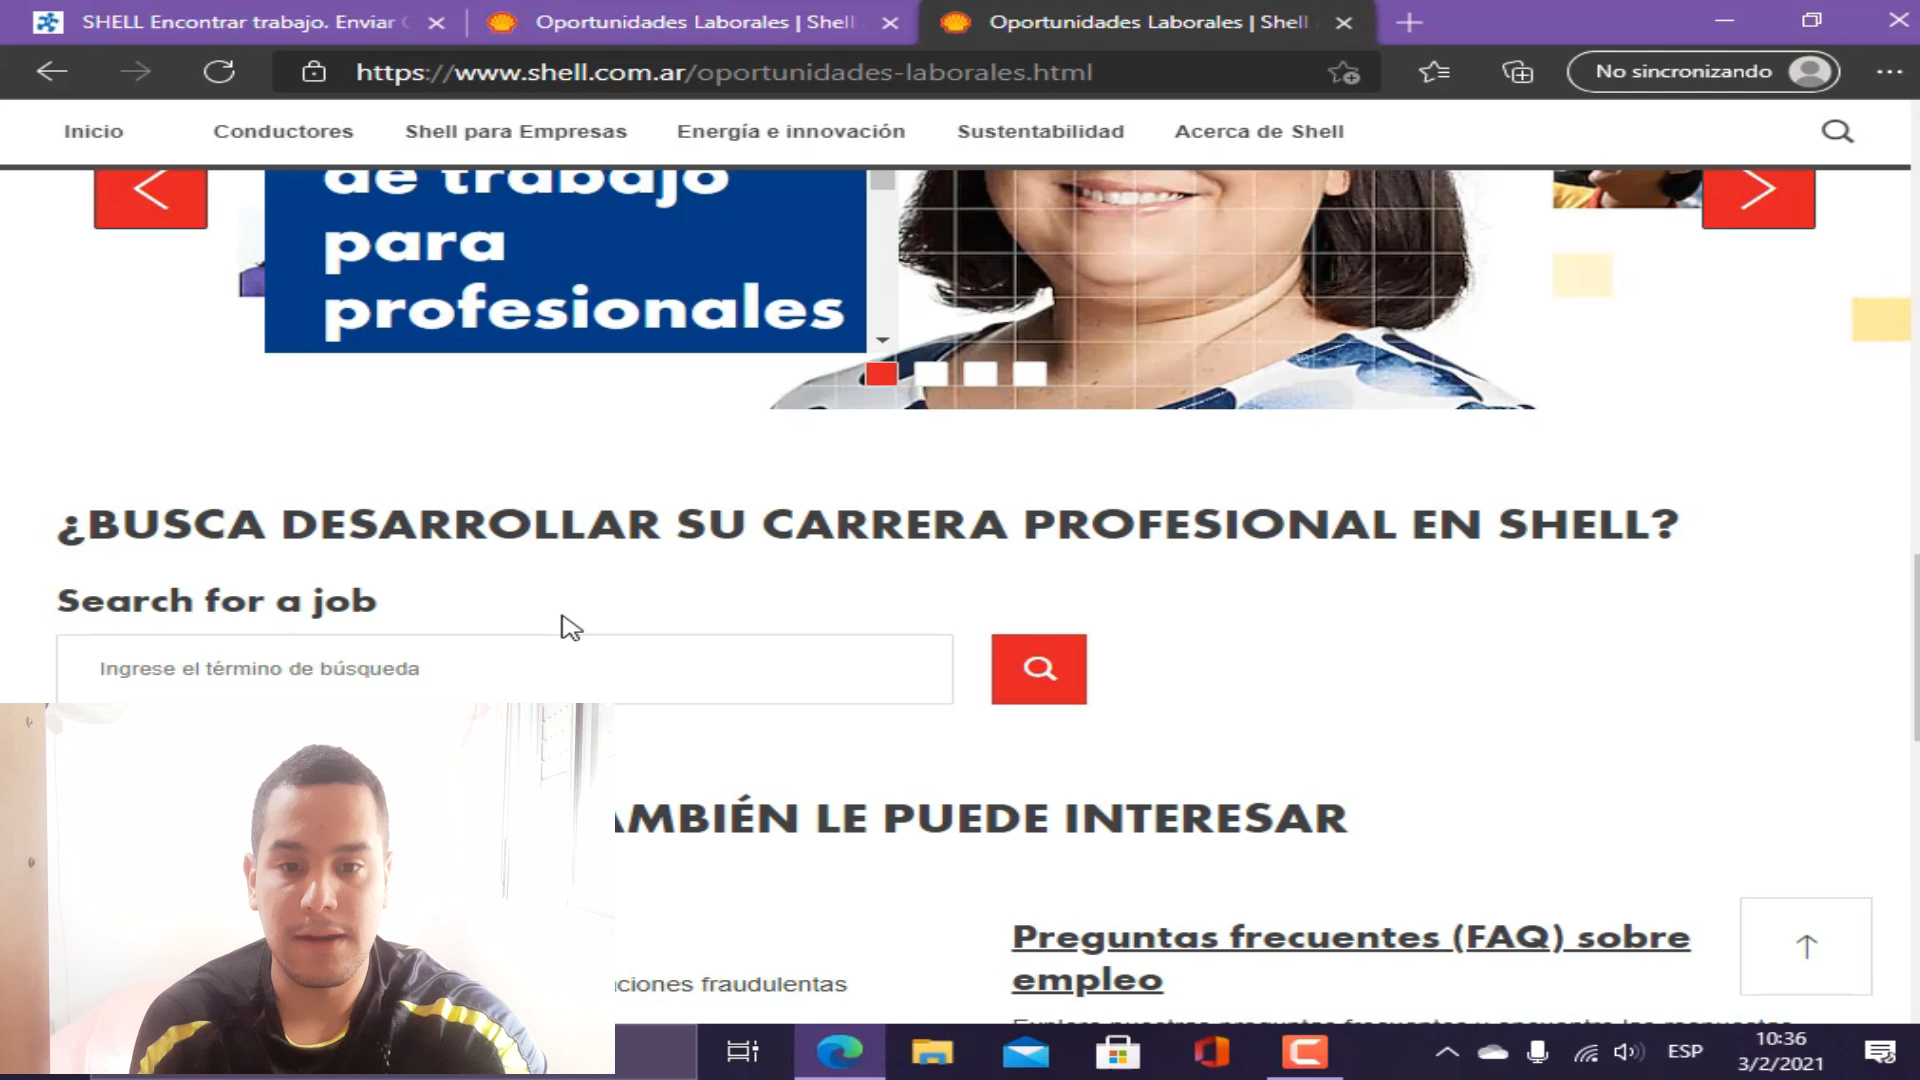 SHELL Encontrar trabajo. Enviar
Oportunidades Laborales | Shell
Oportunidades Laborales | Shell
https://www.shell.com.ar/oportunidades-laborales.html
No sincronizando
Inicio
Conductores
Shell para Empresas
Energía e innovación
Sustentabilidad
Acerca de Shell
de trabajo
para
profesionales
¿BUSCA DESARROLLAR SU CARRERA PROFESIONAL EN SHELL?
Search for a job
Ingrese el término de búsqueda
AMBIÉN LE PUEDE INTERESAR
Preguntas frecuentes (FAQ) sobre
empleo
ciones fraudulentas
ESP
10:36
3/2/2021